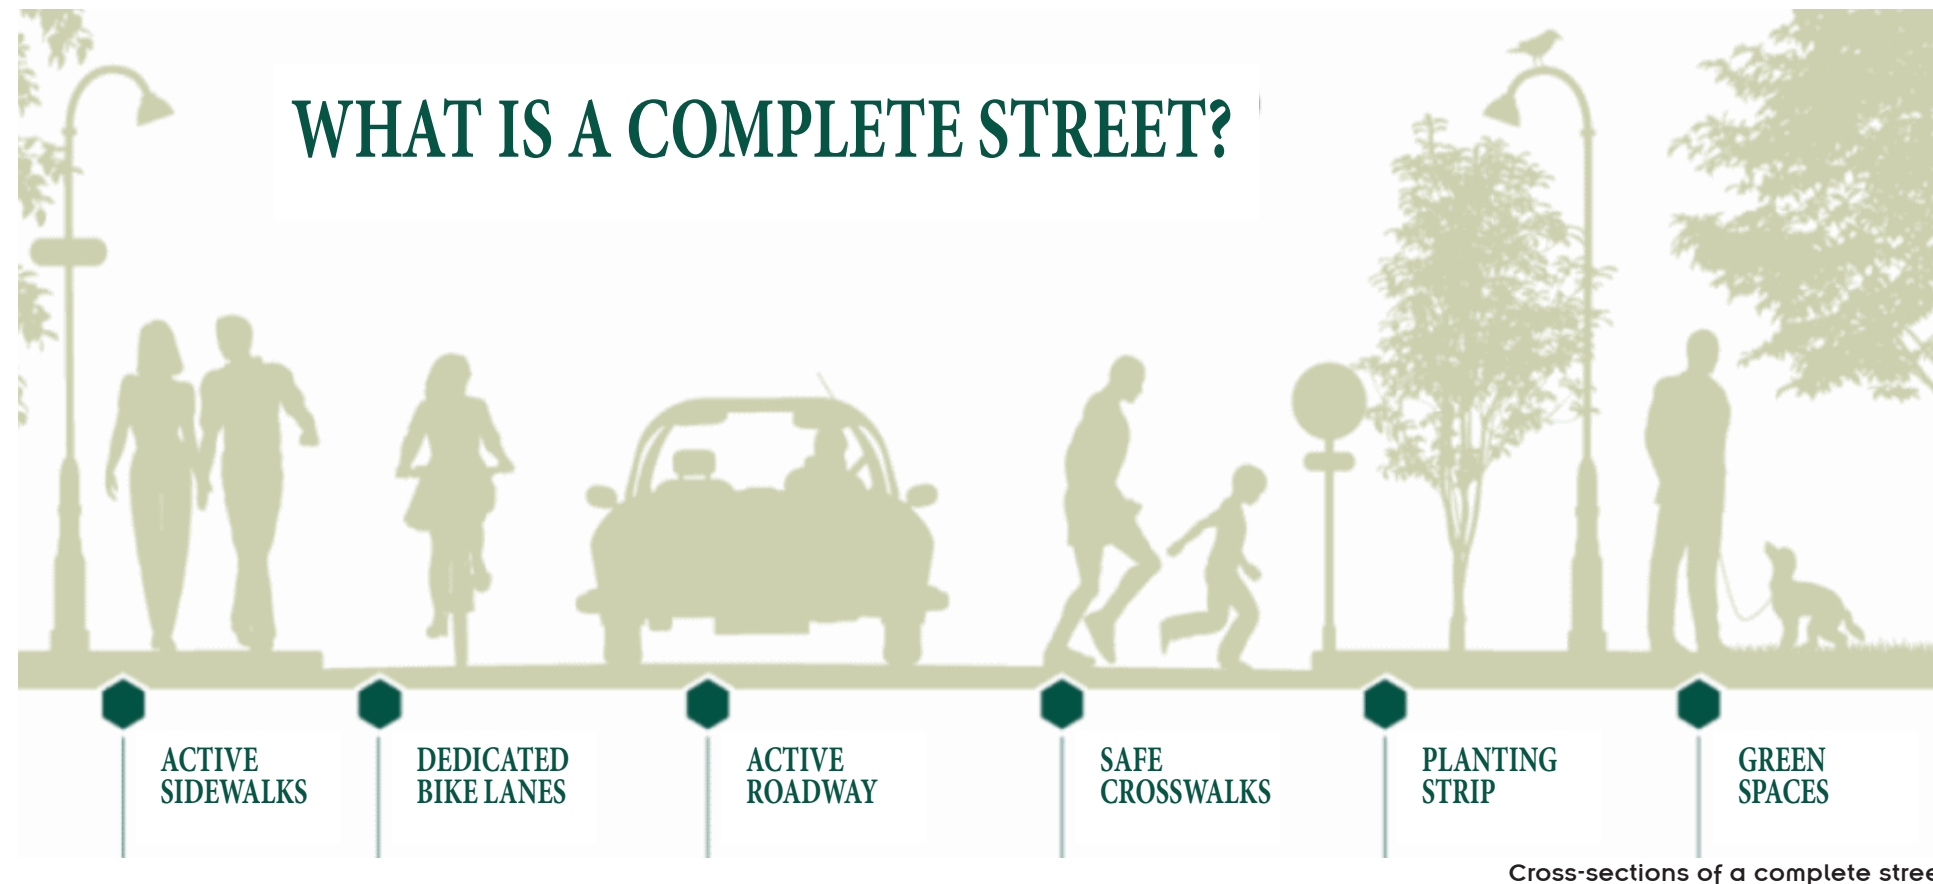 WHAT IS A COMPLETE STREET?
ACTIVE
SIDEWALKS
DEDICATED
BIKE LANES
ACTIVE
ROADWAY
SAFE
CROSSWALKS
PLANTING
STRIP
GREEN
SPACES
Cross-sections of a complete